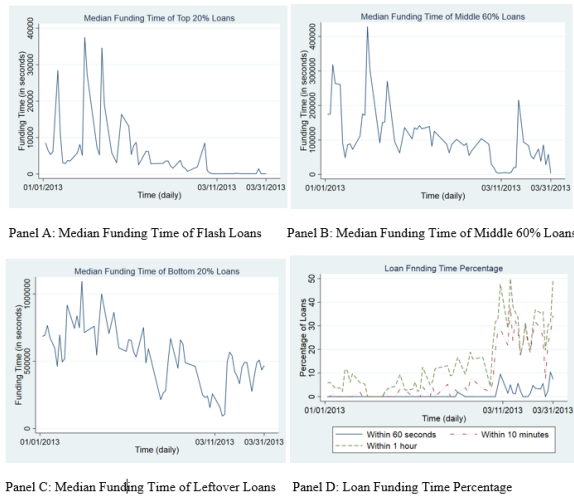 Median Funding Time of Top 20% Loans
Funding Time (in seconds)
0 10000 20000 30000 40000
01/01/2013 03/11/2013 03/31/2013
Time (daily)
Panel A: Median Funding Time of Flash Loans
Median Funding Time of Middle 60% Loans
Funding Time (in seconds)
0 100000 200000 300000 400000
01/01/2013 03/11/2013 03/31/2013
Time (daily)
Panel B: Median Funding Time of Middle 60% Loans
Median Funding Time of Bottom 20% Loans
Funding Time (in seconds)
0 500000 1000000
01/01/2013 03/11/2013 03/31/2013
Time (daily)
Panel C: Median Funding Time of Leftover Loans
Loan Fnnding Time Percentage
Percentage of Loans
0 10 20 30 40 50
01/01/2013 03/11/2013 03/31/2013
Time (daily)
Within 60 seconds Within 10 minutes
Within 1 hour
Panel D: Loan Funding Time Percentage